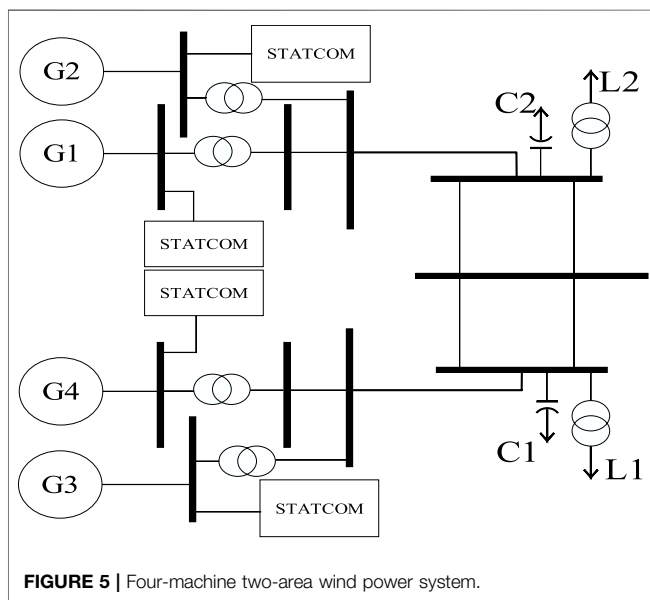 STATCOM
G2
L2
C2
G1
STATCOM
STATCOM
G4
C1
L1
G3
STATCOM
FIGURE 5 | Four-machine two-area wind power system.